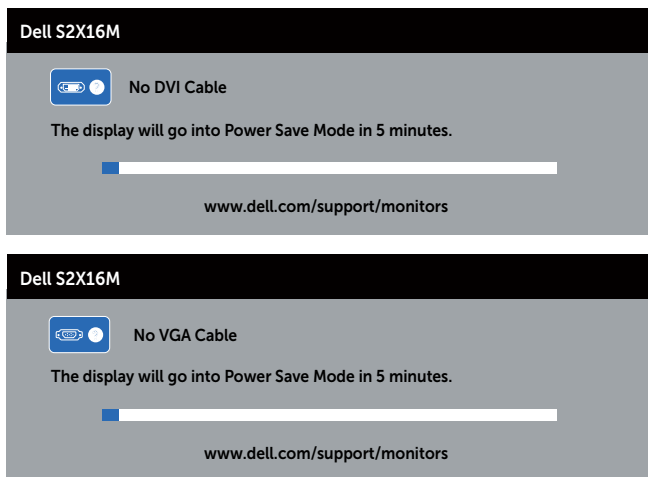 Dell S2X16M
No DVI Cable
The display will go into Power Save Mode in 5 minutes.
www.dell.com/support/monitors
Dell S2X16M
No VGA Cable
The display will go into Power Save Mode in 5 minutes.
www.dell.com/support/monitors